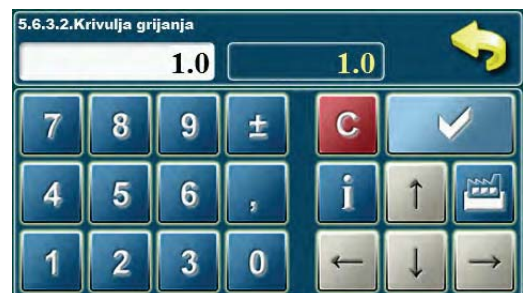 5.6.3.2.Krivulja grijanja
1.0 1.0
7 8 9 ± C
4 5 6 , i ↑
1 2 3 0 ← ↓ →